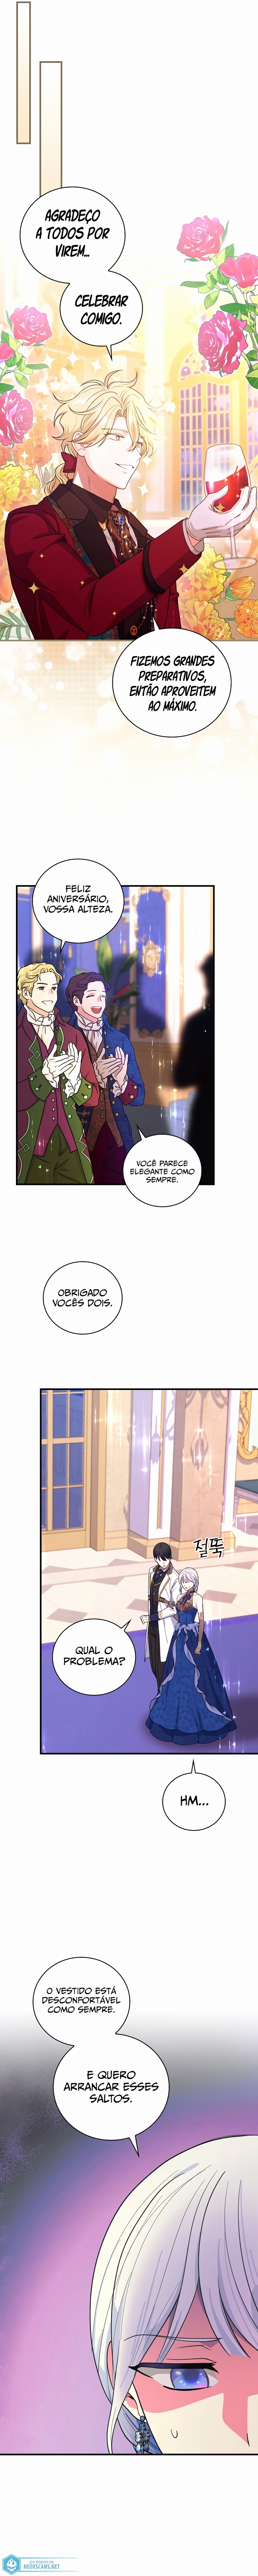 AGRADEÇO
A TODOS POR
VIREM...
CELEBRAR
COMIGO.
FIZEMOS GRANDES
PREPARATIVOS,
ENTÃO APROVEITEM
AO MÁXIMO.
FELIZ
ANIVERSÁRIO,
VOSSA ALTEZA.
VOCÊ PARECE
ELEGANTE COMO
SEMPRE.
OBRIGADO
VOCÊS DOIS.
절뚝
QUAL O
PROBLEMA?
HM...
O VESTIDO ESTÁ
DESCONFORTÁVEL
COMO SEMPRE.
E QUERO
ARRANCAR ESSES
SALTOS.
NEOXSCANS.NET